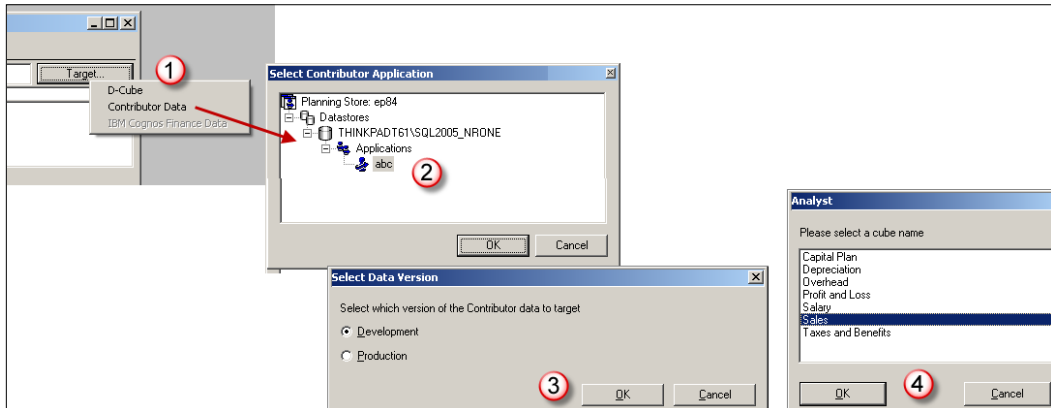 Target...
1
D-Cube
Contributor Data
IBM Cognos Finance Data
Select Contributor Application
Planning Store: ep84
Datastores
THINKPADT61\SQL2005_NRONE
Applications
abc
2
OK Cancel
Select Data Version
Select which version of the Contributor data to target
Development
Production
3
OK Cancel
Analyst
Please select a cube name
Capital Plan
Depreciation
Overhead
Profit and Loss
Salary
Sales
Taxes and Benefits
OK 4 Cancel